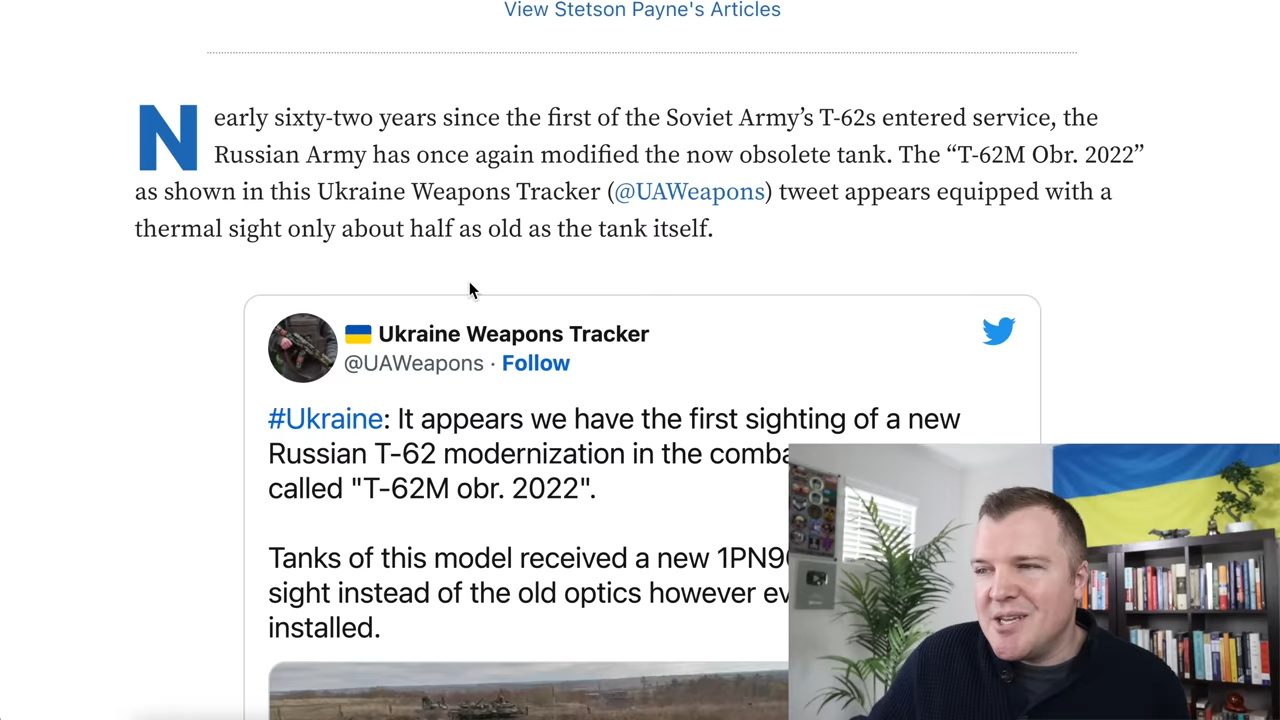 View Stetson Payne's Articles
Nearly sixty-two years since the first of the Soviet Army’s T-62s entered service, the
Russian Army has once again modified the now obsolete tank. The “T-62M Obr. 2022”
as shown in this Ukraine Weapons Tracker (@UAWeapons) tweet appears equipped with a
thermal sight only about half as old as the tank itself.
Ukraine Weapons Tracker
@UAWeapons · Follow
#Ukraine: It appears we have the first sighting of a new
Russian T-62 modernization in the comba
called "T-62M obr. 2022".
Tanks of this model received a new 1PN9
sight instead of the old optics however ev
installed.